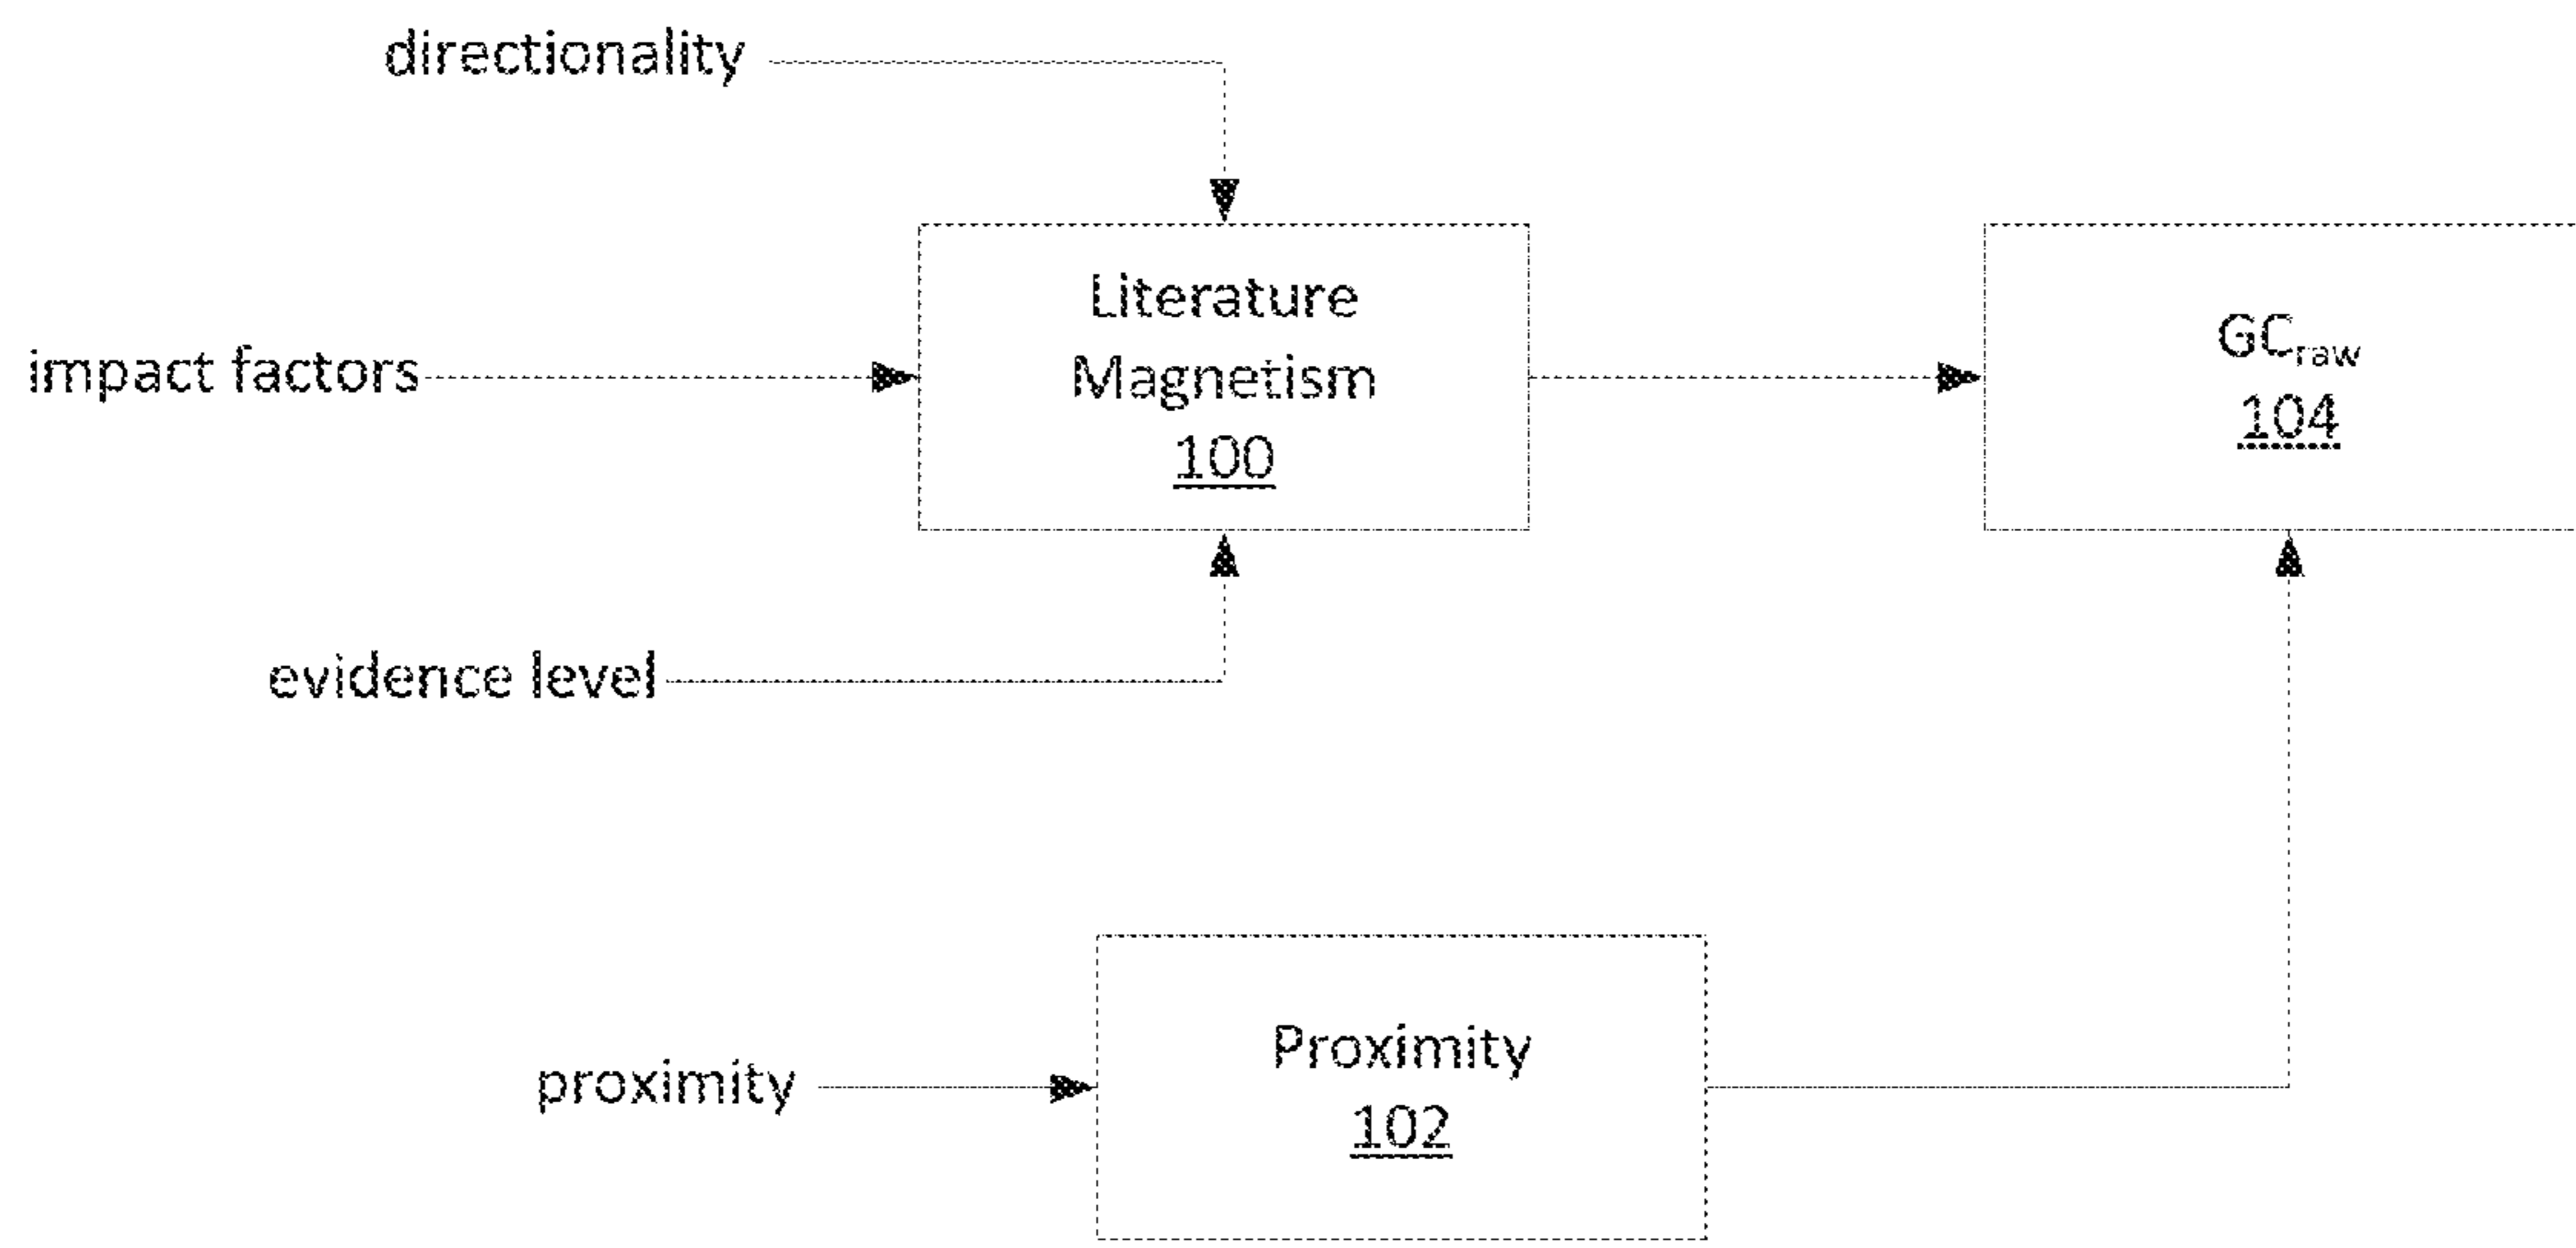 directionality
impact factors
evidence level
Literature
Magnetism
100
GCraw
104
proximity
Proximity
102